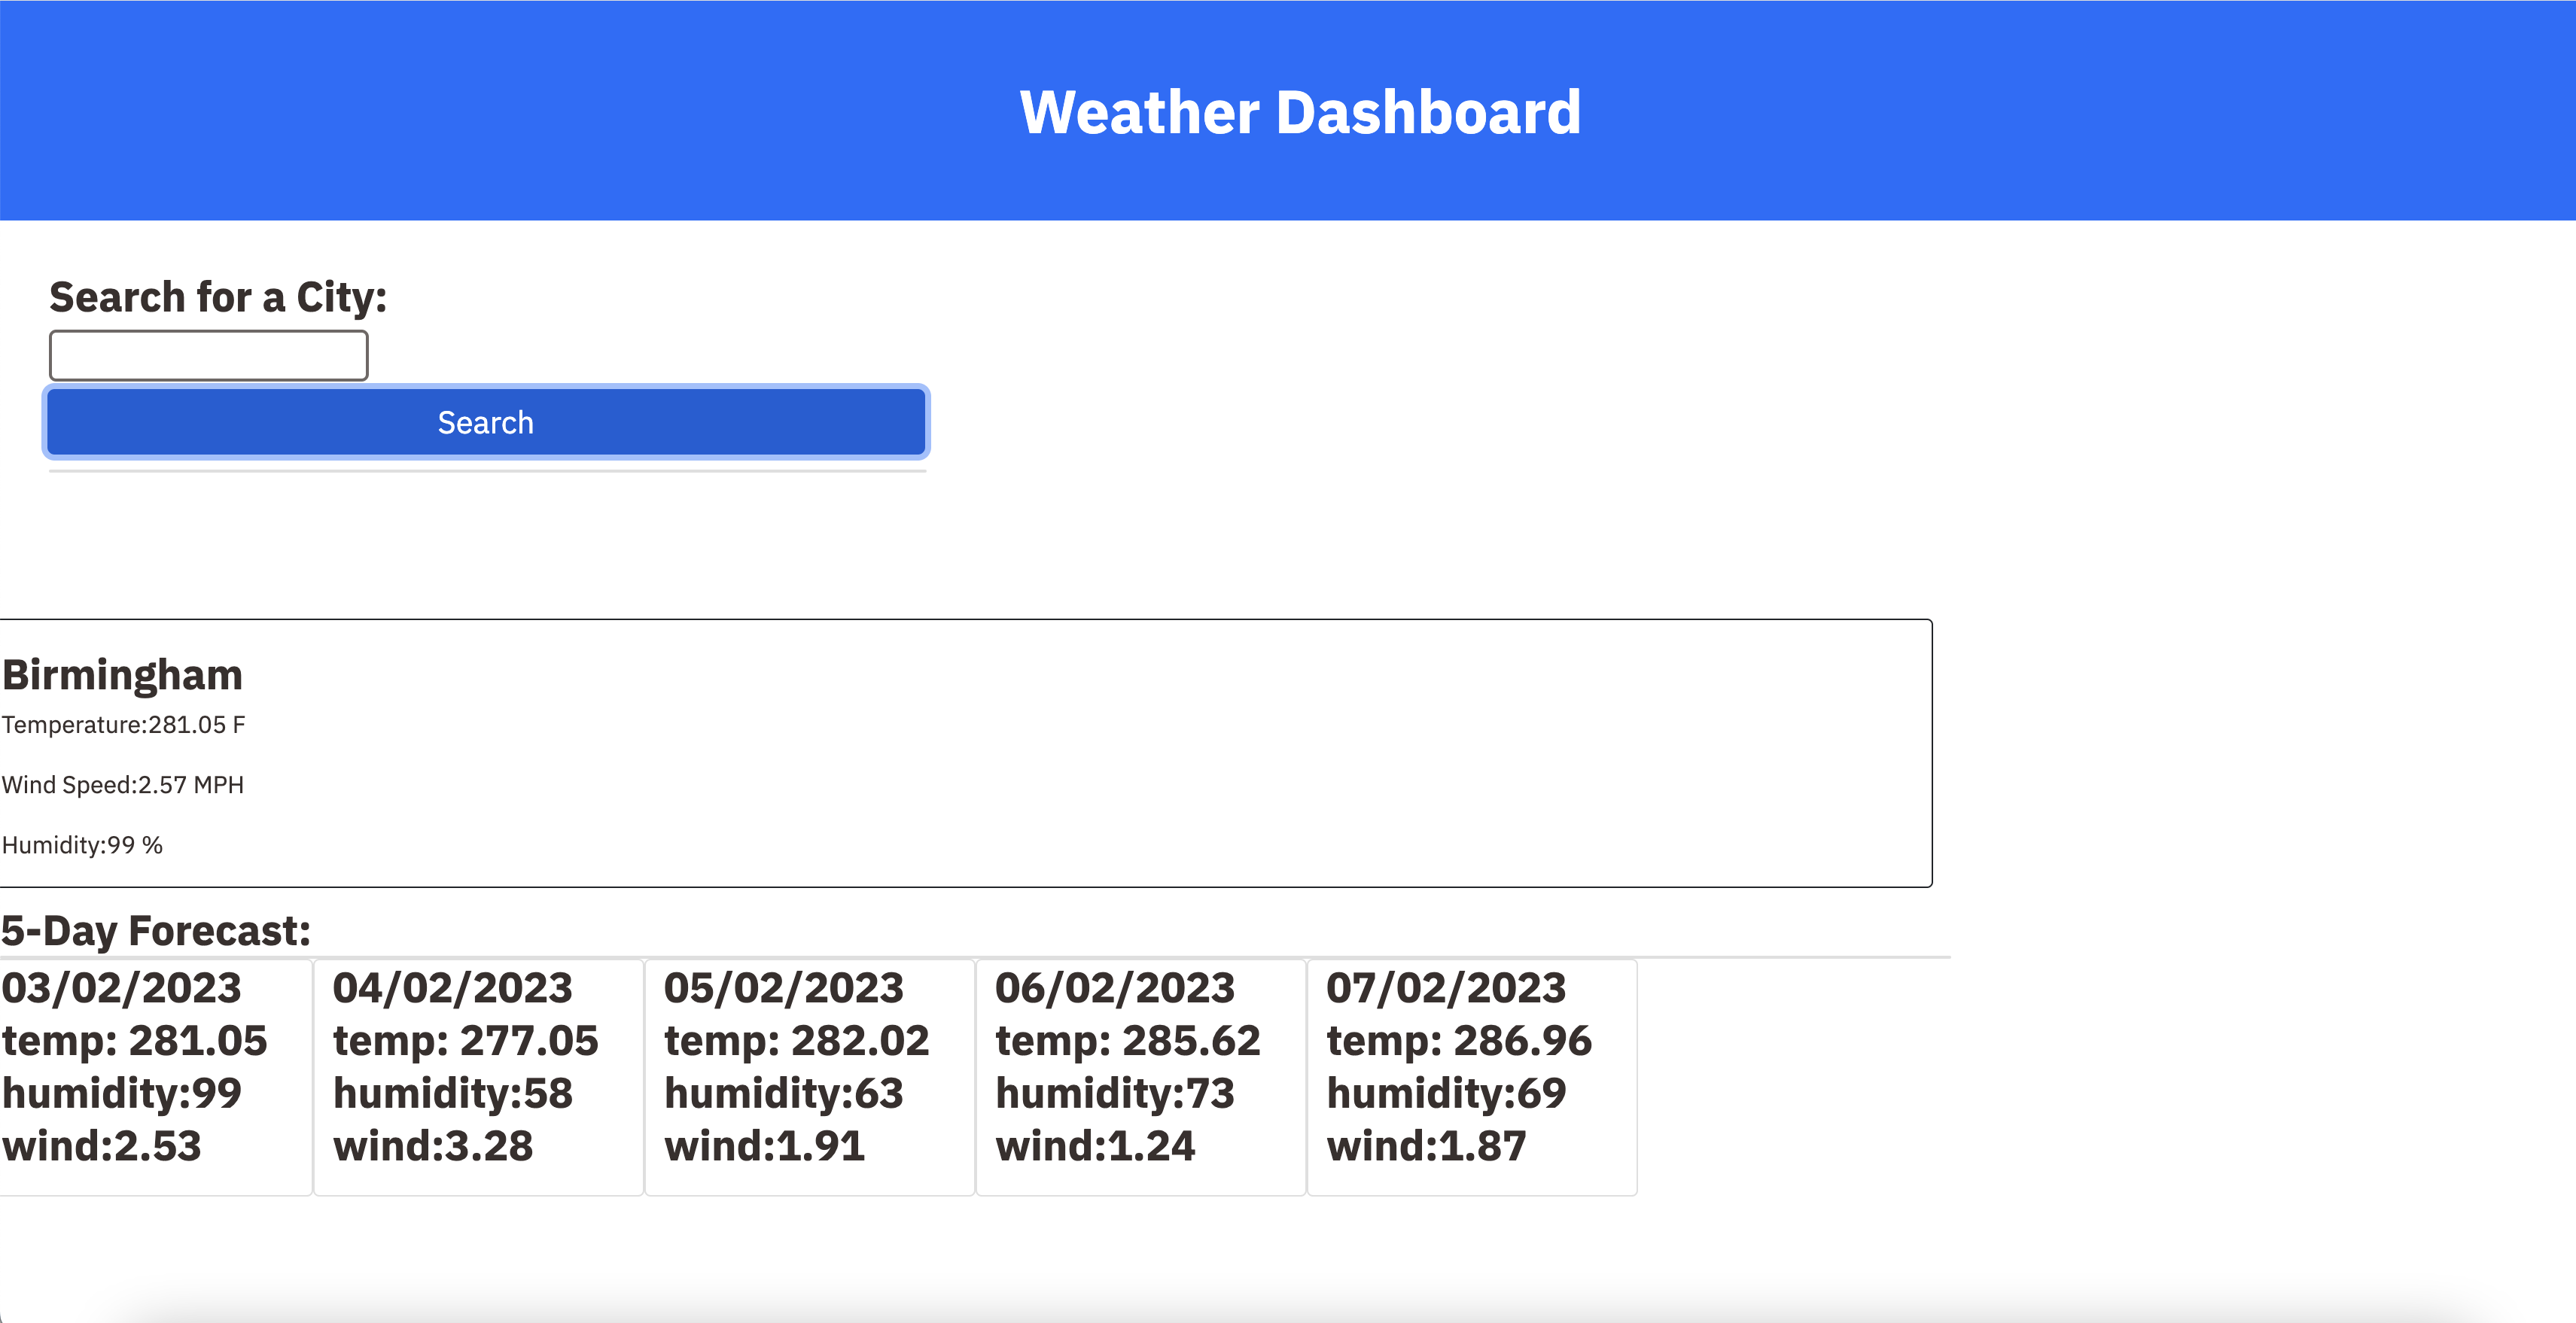 Weather Dashboard
Search for a City:
Search
Birmingham
Temperature:281.05 F
Wind Speed:2.57 MPH
Humidity:99 %
5-Day Forecast:
03/02/2023
temp: 281.05
humidity:99
wind:2.53
04/02/2023
temp: 277.05
humidity:58
wind:3.28
05/02/2023
temp: 282.02
humidity:63
wind:1.91
06/02/2023
temp: 285.62
humidity:73
wind:1.24
07/02/2023
temp: 286.96
humidity:69
wind:1.87